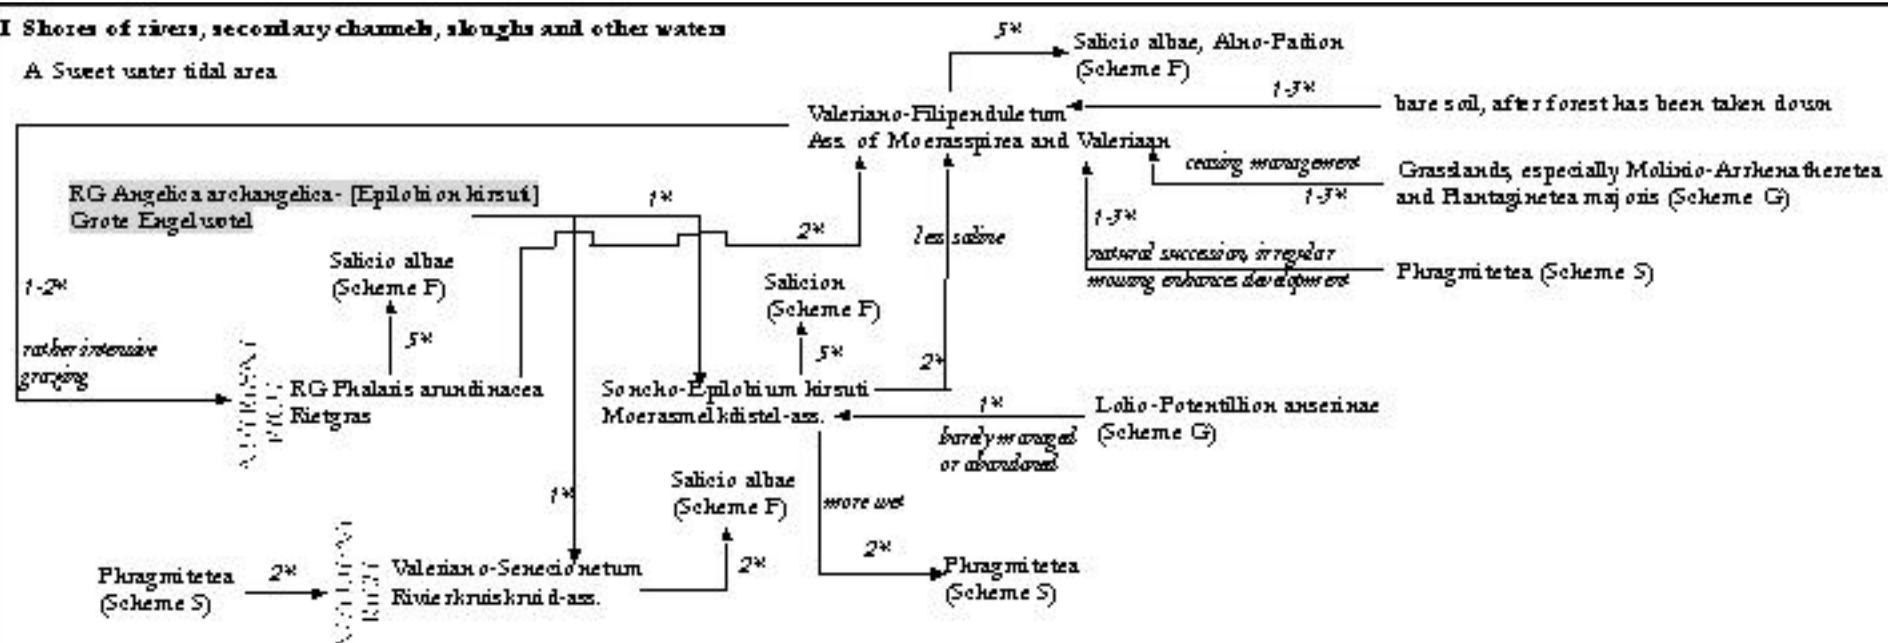 I Shores of rivers, secondary channels, sloughs and other waters
A Sweet water tidal area
5*
Salicio albae, Alno-Padion
(Scheme F)
1-3*
bare soil, after forest has been taken down
Valeriano-Filipenduletum
Ass. of Moerasspirea and Valeriaan
ceasing management
1-3*
Grasslands, especially Molinio-Arrhenatheretea
and Plantaginetea majoris (Scheme G)
RG Angelica archangelica- [Epilobion hirsuti]
Grote Engelwotel
1*
2*
less saline
1-3*
natural succession, irregular
mowing enhances development
Phragmitetea (Scheme S)
Salicio albae
(Scheme F)
5*
Salicion
(Scheme F)
5*
2*
1-2*
rather intensive
grazing
RG Phalaris arundinacea
Rietgras
Soncho-Epilobium hirsuti
Moerasmelkdistel-ass.
1*
barely managed
or abandoned
Lolio-Potentillion anserinae
(Scheme G)
1*
Salicio albae
(Scheme F)
more wet
2*
Phragmitetea
(Scheme S)
Phragmitetea
(Scheme S)
2*
Valeriano-Senecionetum
Rivierkruiskruid-ass.
2*